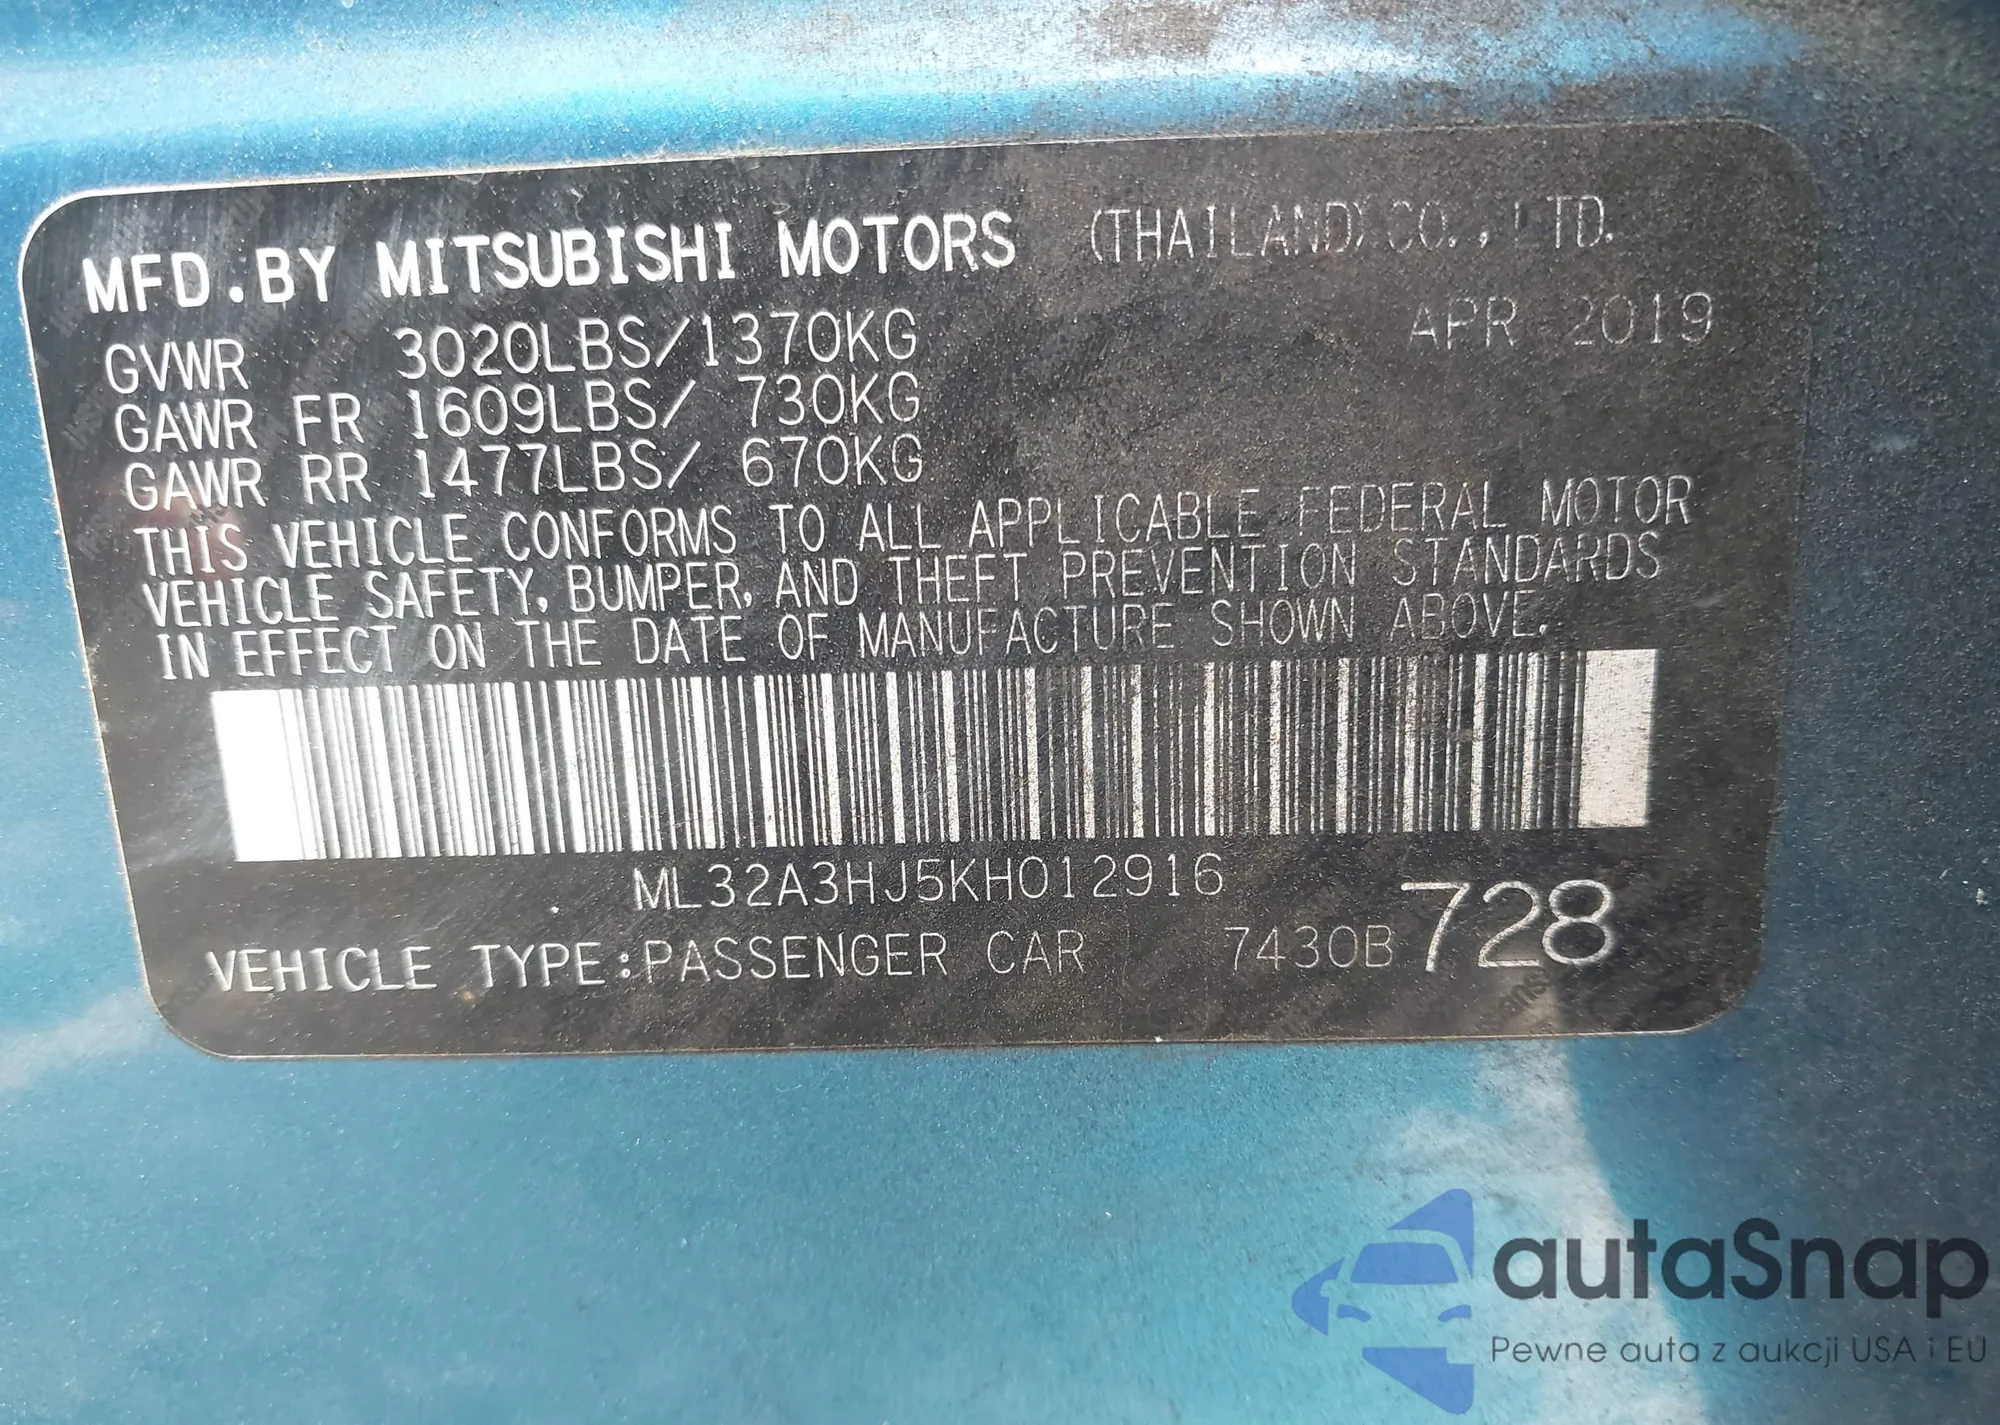 MFD.BY MITSUBISHI MOTORS (THAILAND) CO., LTD.
APR 2019
GVWR 3020LBS/1370KG
GAWR FR 1609LBS/ 730KG
GAWR RR 1477LBS/ 670KG
THIS VEHICLE CONFORMS TO ALL APPLICABLE FEDERAL MOTOR
VEHICLE SAFETY, BUMPER, AND THEFT PREVENTION STANDARDS
IN EFFECT ON THE DATE OF MANUFACTURE SHOWN ABOVE.
ML32A3HJ5KH012916
VEHICLE TYPE:PASSENGER CAR 7430B 728
autaSnap
Pewne auta z aukcji USA i EU